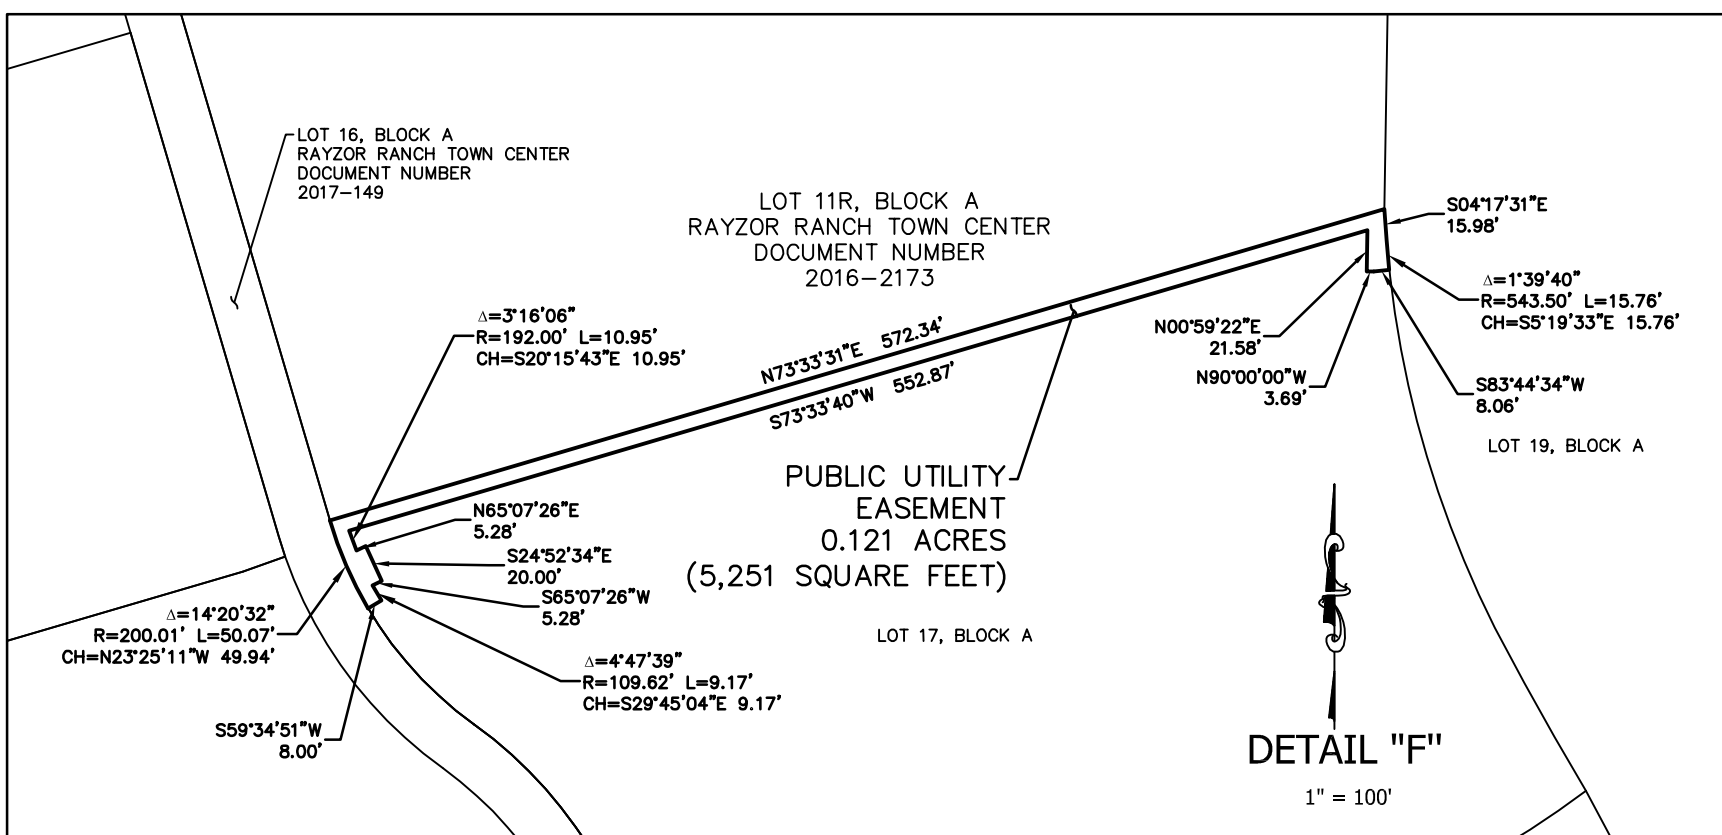 LOT 16, BLOCK A
RAYZOR RANCH TOWN CENTER
DOCUMENT NUMBER
2017-149
LOT 11R, BLOCK A
RAYZOR RANCH TOWN CENTER
DOCUMENT NUMBER
2016-2173
S04°17'31"E
15.98'
Δ=1°39'40"
R=543.50' L=15.76'
CH=S5°19'33"E 15.76'
Δ=3°16'06"
R=192.00' L=10.95'
CH=S20°15'43"E 10.95'
N73°33'31"E 572.34'
S73°33'40"W 552.87'
N00°59'22"E
21.58'
N90°00'00"W
3.69'
S83°44'34"W
8.06'
LOT 19, BLOCK A
PUBLIC UTILITY
EASEMENT
0.121 ACRES
(5,251 SQUARE FEET)
N65°07'26"E
5.28'
S24°52'34"E
20.00'
S65°07'26"W
5.28'
Δ=14°20'32"
R=200.01' L=50.07'
CH=N23°25'11"W 49.94'
LOT 17, BLOCK A
Δ=4°47'39"
R=109.62' L=9.17'
CH=S29°45'04"E 9.17'
S59°34'51"W
8.00'
DETAIL "F"
1" = 100'